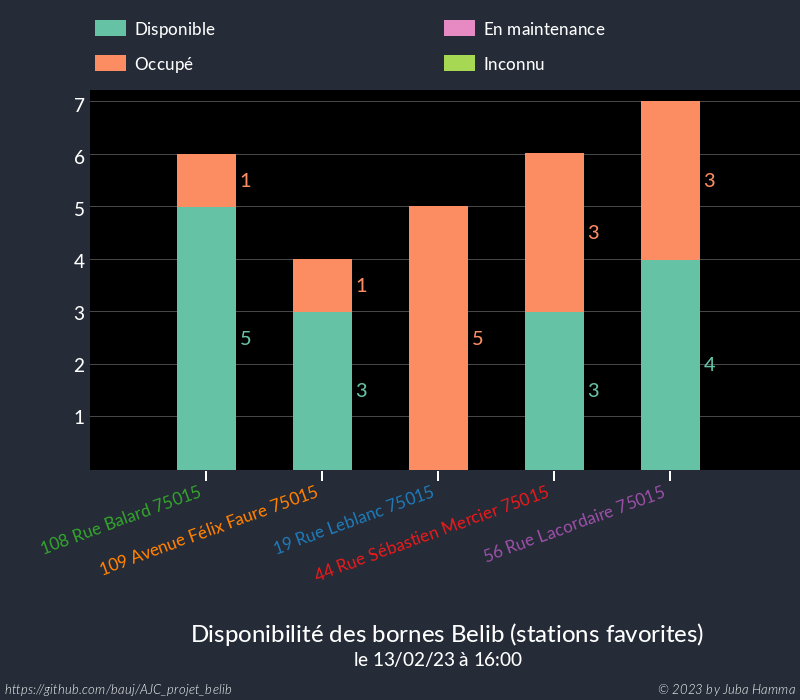 Disponible
En maintenance
Occupé
Inconnu
7
6
5
4
3
2
1
1
5
1
3
5
3
3
3
4
108 Rue Balard 75015
109 Avenue Félix Faure 75015
19 Rue Leblanc 75015
44 Rue Sébastien Mercier 75015
56 Rue Lacordaire 75015
Disponibilité des bornes Belib (stations favorites)
le 13/02/23 à 16:00
https://github.com/bauj/AJC_projet_belib
© 2023 by Juba Hamma